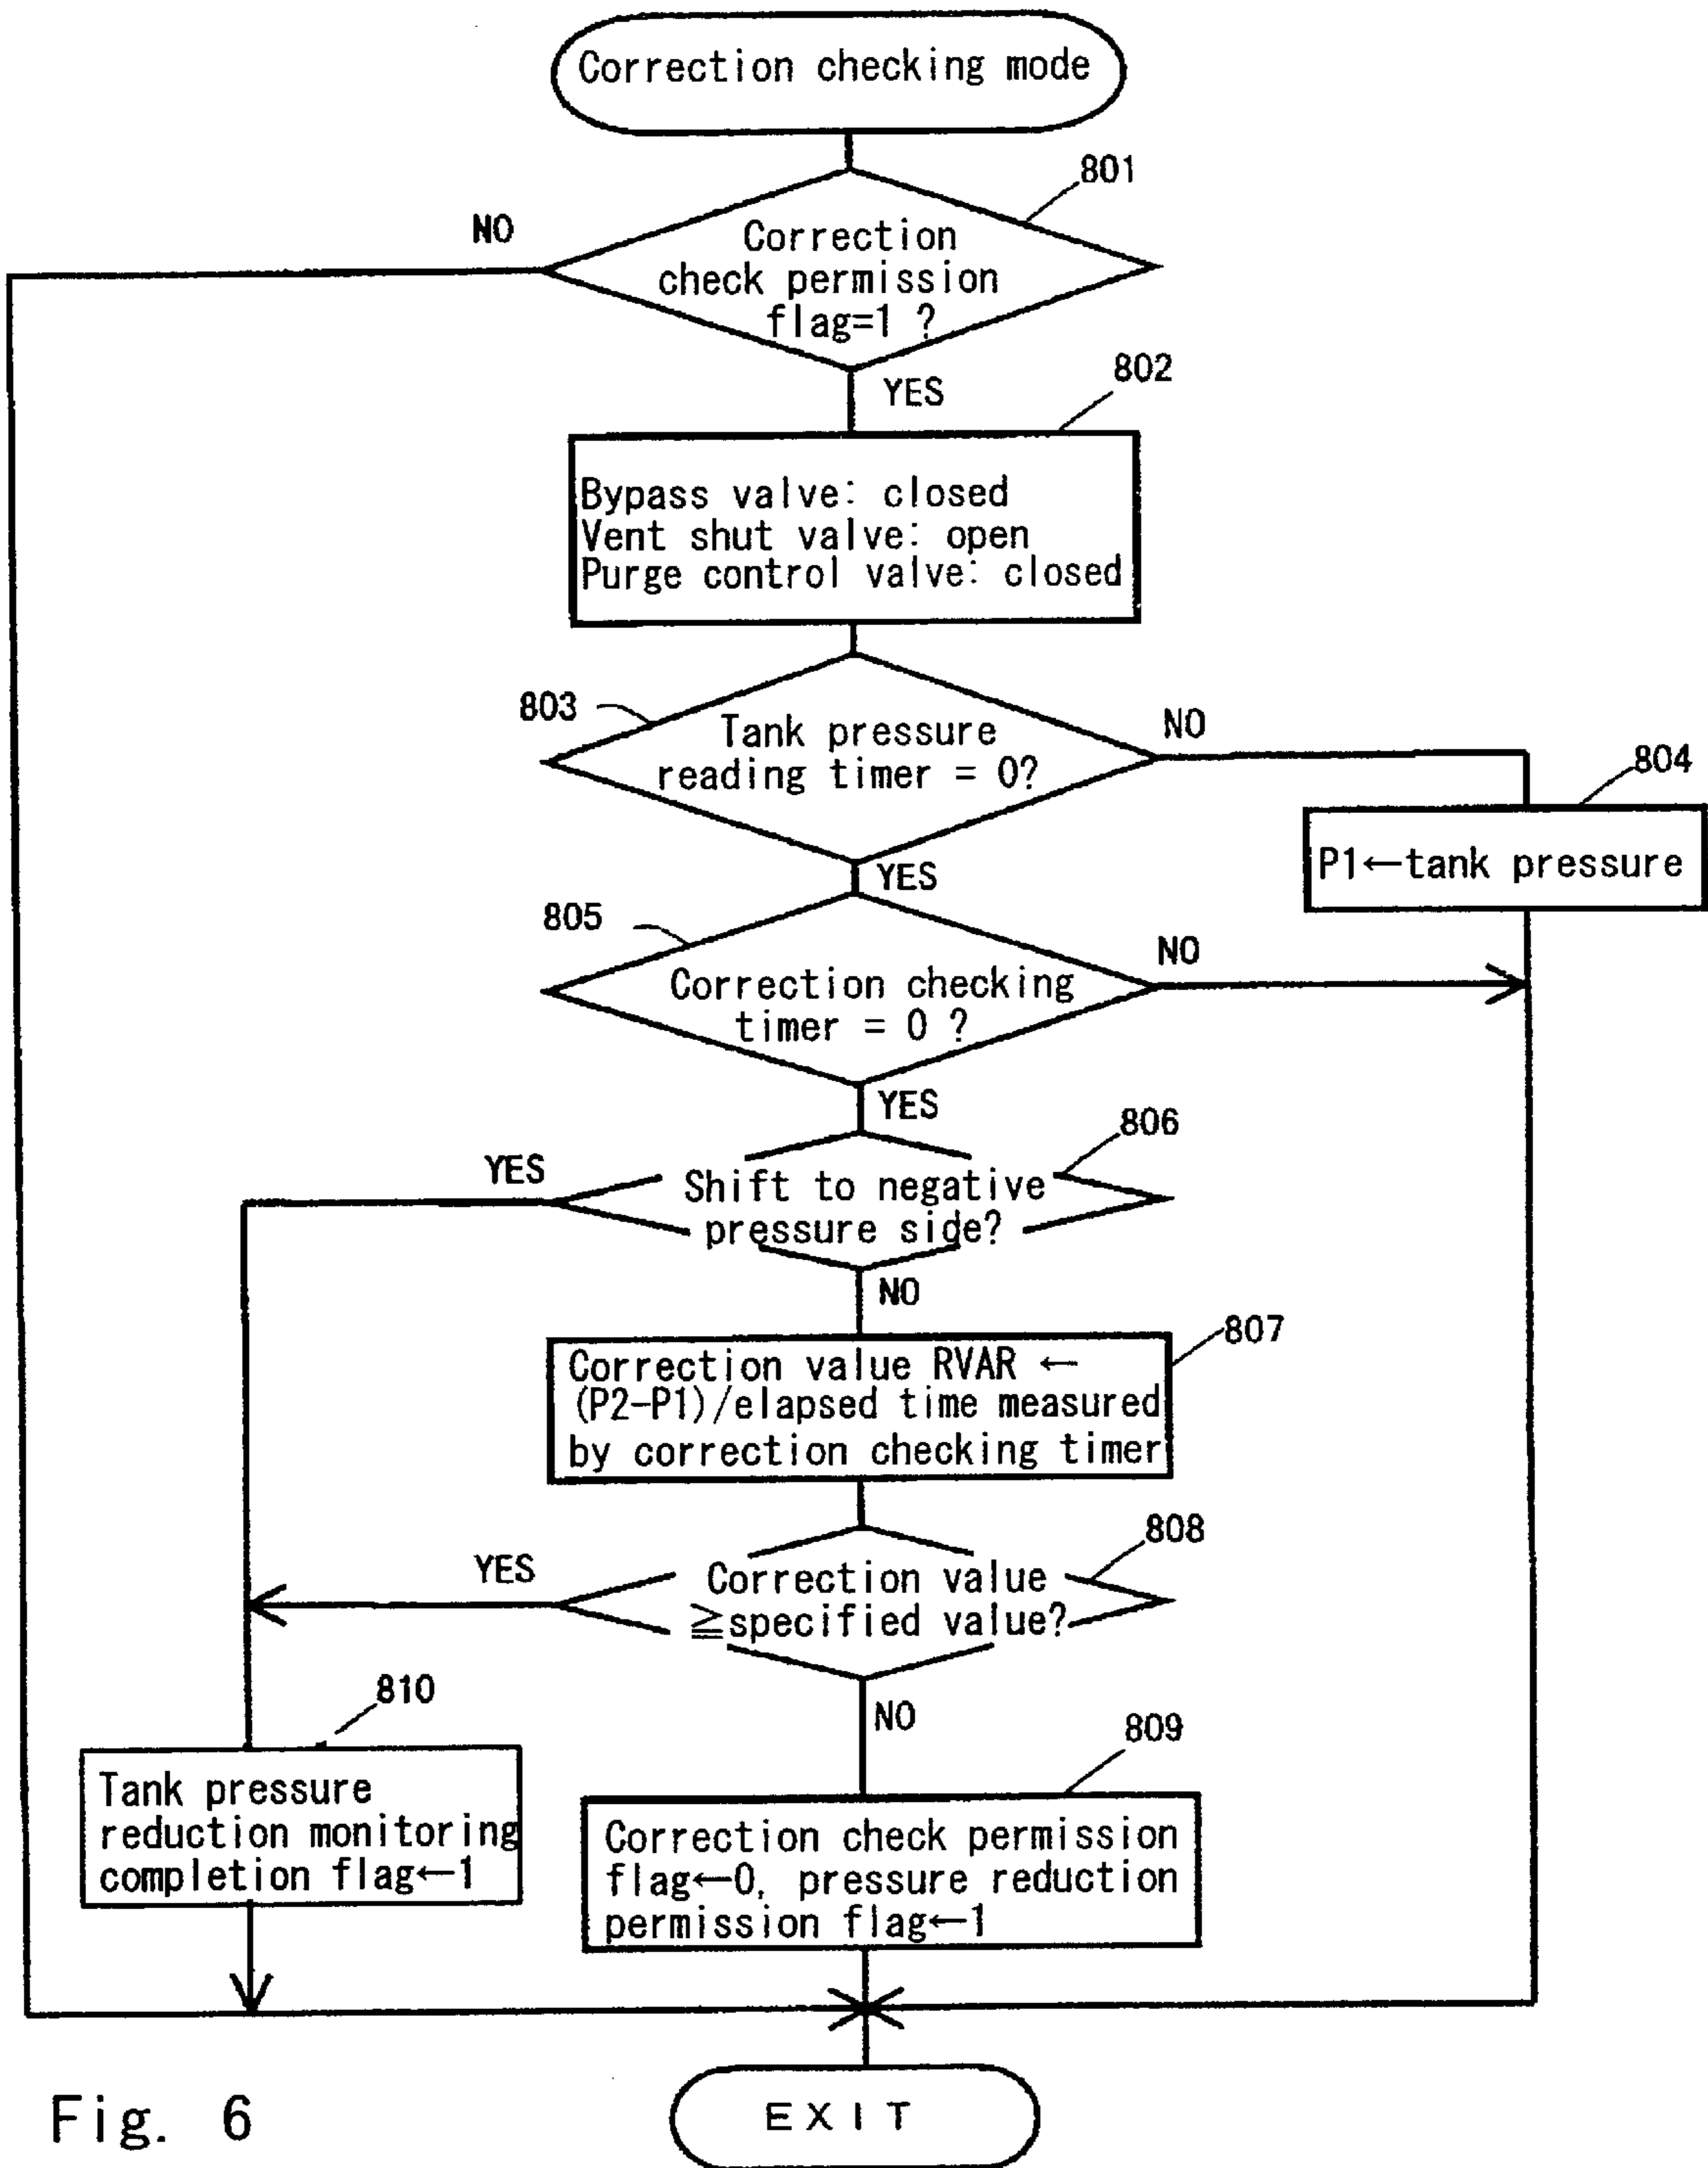 Correction checking mode
801
NO
Correction
check permission
flag=1 ?
YES
802
Bypass valve: closed
Vent shut valve: open
Purge control valve: closed
803
Tank pressure
reading timer = 0?
NO
804
P1←tank pressure
YES
805
Correction checking
timer = 0 ?
NO
YES
806
YES
Shift to negative
pressure side?
NO
807
Correction value RVAR ←
(P2-P1)/elapsed time measured
by correction checking timer
808
YES
Correction value
≧specified value?
NO
810
Tank pressure
reduction monitoring
completion flag←1
809
Correction check permission
flag←0, pressure reduction
permission flag←1
EXIT
Fig. 6